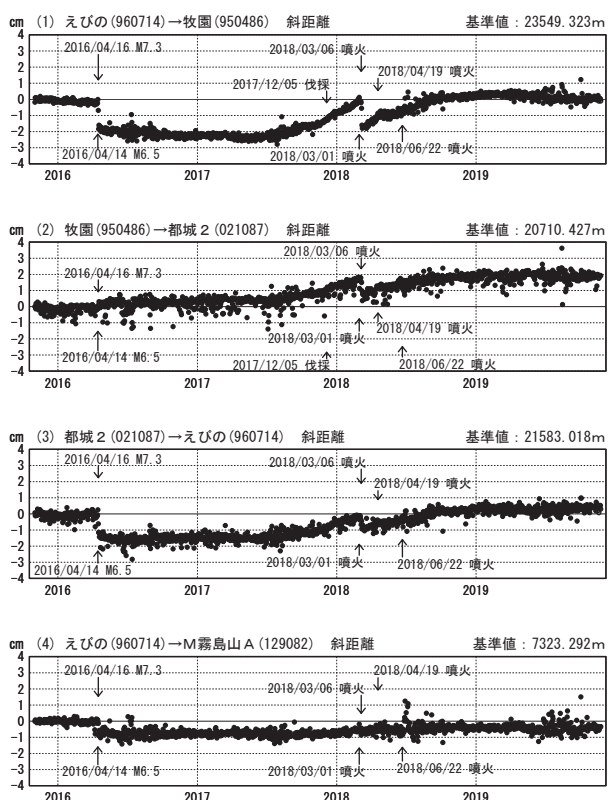 cm (1) えびの(960714)→牧園(950486) 斜距離 基準値：23549.323ｍ
4
3
2
1
0
-1
-2
-3
-4
2016/04/16 M7.3
2018/03/06 噴火
2018/04/19 噴火
2017/12/05 伐採
2016/04/14 M6.5
2018/03/01 噴火
2018/06/22 噴火
2016 2017 2018 2019
cm (2) 牧園(950486)→都城２(021087) 斜距離 基準値：20710.427ｍ
4
3
2
1
0
-1
-2
-3
-4
2018/03/06 噴火
2016/04/16 M7.3
2018/03/01 噴火
2018/04/19 噴火
2016/04/14 M6.5
2017/12/05 伐採
2018/06/22 噴火
2016 2017 2018 2019
cm (3) 都城２(021087)→えびの(960714) 斜距離 基準値：21583.018ｍ
4
3
2
1
0
-1
-2
-3
-4
2016/04/16 M7.3
2018/03/06 噴火
2018/04/19 噴火
2016/04/14 M6.5
2018/03/01 噴火
2018/06/22 噴火
2016 2017 2018 2019
cm (4) えびの(960714)→Ｍ霧島山Ａ(129082) 斜距離 基準値：7323.292ｍ
4
3
2
1
0
-1
-2
-3
-4
2016/04/16 M7.3
2018/04/19 噴火
2018/03/06 噴火
2016/04/14 M6.5
2018/03/01 噴火
2018/06/22 噴火
2016 2017 2018 2019